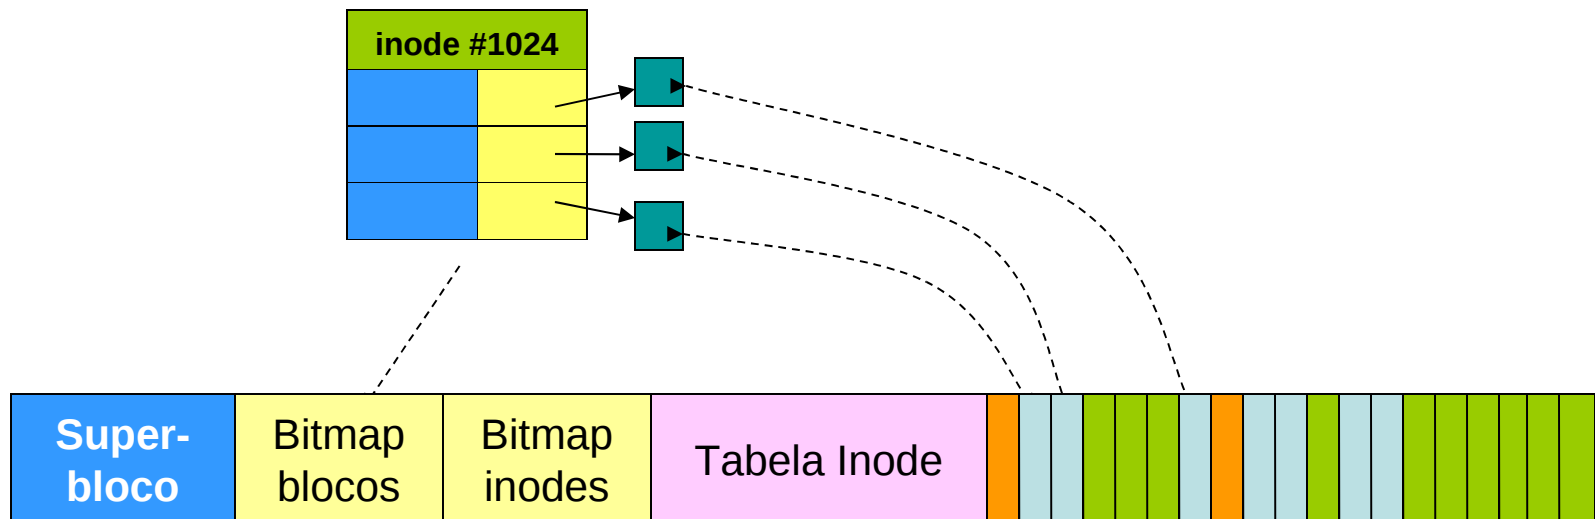 inode #1024
Super-
bloco
Bitmap
blocos
Bitmap
inodes
Tabela Inode